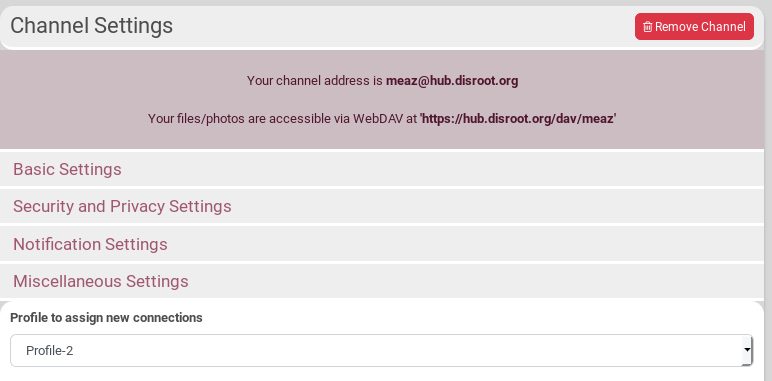 Channel Settings
Remove Channel
Your channel address is meaz@hub.disroot.org
Your files/photos are accessible via WebDAV at 'https://hub.disroot.org/dav/meaz'
Basic Settings
Security and Privacy Settings
Notification Settings
Miscellaneous Settings
Profile to assign new connections
Profile-2